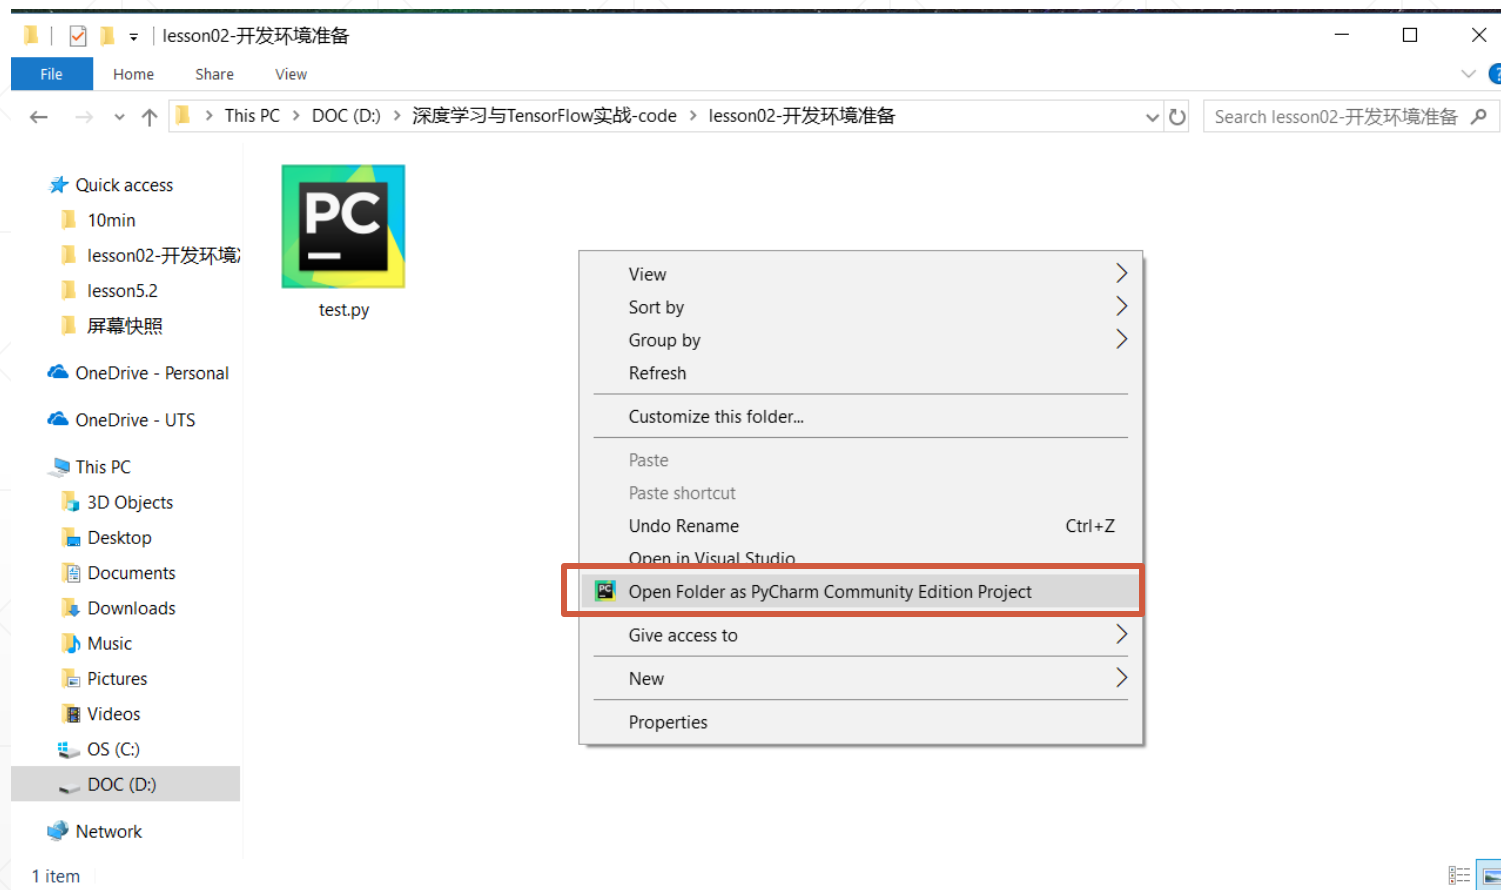 lesson02-开发环境准备
File Home Share View
This PC DOC (D:) 深度学习与TensorFlow实战-code lesson02-开发环境准备
Search lesson02-开发环境准备
Quick access
10min
lesson02-开发环境
lesson5.2
屏幕快照
OneDrive - Personal
OneDrive - UTS
This PC
3D Objects
Desktop
Documents
Downloads
Music
Pictures
Videos
OS (C:)
DOC (D:)
Network
1 item
PC
test.py
View
Sort by
Group by
Refresh
Customize this folder...
Paste
Paste shortcut
Undo Rename Ctrl+Z
Open in Visual Studio
PC Open Folder as PyCharm Community Edition Project
Give access to
New
Properties